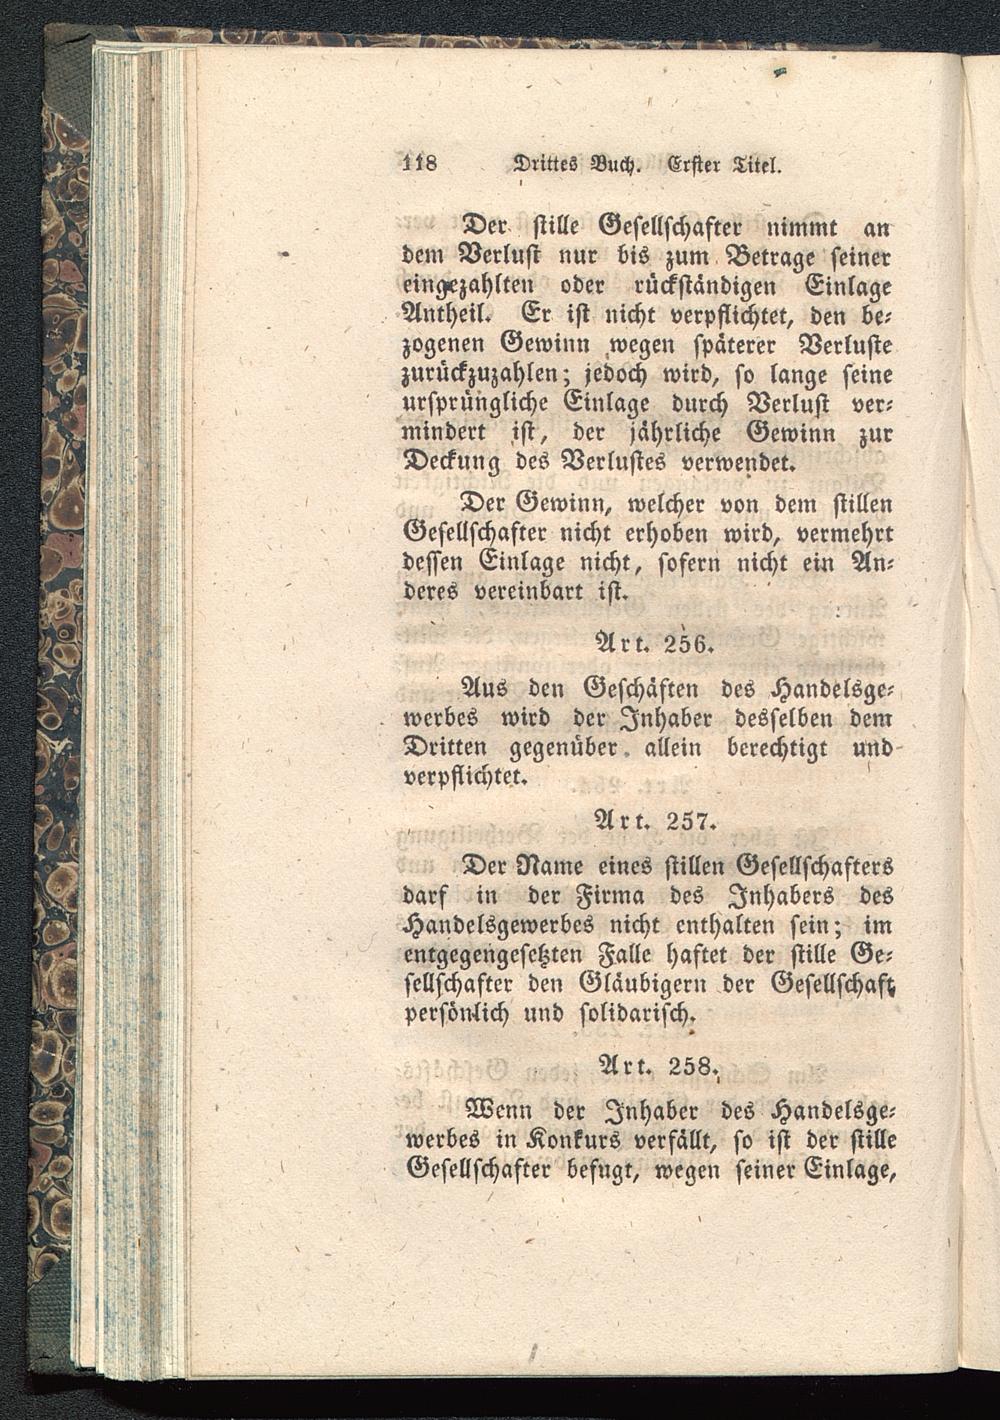 118 Drittes Buch. Erster Titel.
Der stille Gesellschafter nimmt an
dem Verlust nur bis zum Betrage seiner
eingezahlten oder rückständigen Einlage
Antheil. Er ist nicht verpflichtet, den be-
zogenen Gewinn wegen späterer Verluste
zurückzuzahlen; jedoch wird, so lange seine
ursprüngliche Einlage durch Verlust ver-
mindert ist, der jährliche Gewinn zur
Deckung des Verlustes verwendet.
Der Gewinn, welcher von dem stillen
Gesellschafter nicht erhoben wird, vermehrt
dessen Einlage nicht, sofern nicht ein An-
deres vereinbart ist.
Art. 256.
Aus den Geschäften des Handelsge-
werbes wird der Inhaber desselben dem
Dritten gegenüber allein berechtigt und
verpflichtet.
Art. 257.
Der Name eines stillen Gesellschafters
darf in der Firma des Inhabers des
Handelsgewerbes nicht enthalten sein; im
entgegengesetzten Falle haftet der stille Ge-
sellschafter den Gläubigern der Gesellschaft
persönlich und solidarisch.
Art. 258.
Wenn der Inhaber des Handelsge-
werbes in Konkurs verfällt, so ist der stille
Gesellschafter befugt, wegen seiner Einlage,